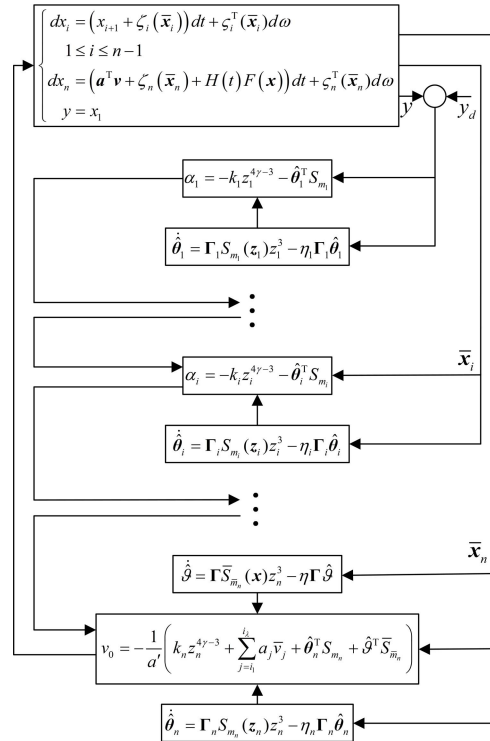 dx_i = (x_{i+1} + ζ_i(x̅_i))dt + ς_i^T(x̅_i)dω
1 ≤ i ≤ n−1
dx_n = (a^T v + ζ_n(x̅_n) + H(t)F(x))dt + ς_n^T(x̅_n)dω
y = x_1
y
y_d
α_1 = −k_1 z_1^{4γ−3} − θ̂_1^T S_{m_1}
θ̂̇_1 = Γ_1 S_{m_1}(z_1) z_1^3 − η_1 Γ_1 θ̂_1
x̅_i
α_i = −k_i z_i^{4γ−3} − θ̂_i^T S_{m_i}
θ̂̇_i = Γ_i S_{m_i}(z_i) z_i^3 − η_i Γ_i θ̂_i
x̅_n
ϑ̂̇ = Γ S̅_{m̅_n}(x) z_n^3 − η Γ ϑ̂
v_0 = −\frac{1}{a′}(k_n z_n^{4γ−3} + ∑_{j=i_1}^{i_λ} a_j v̅_j + θ̂_n^T S_{m_n} + ϑ̂^T S̅_{m̅_n})
θ̂̇_n = Γ_n S_{m_n}(z_n) z_n^3 − η_n Γ_n θ̂_n